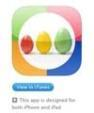 View in iTunes
This app is designed for
both iPhone and iPad